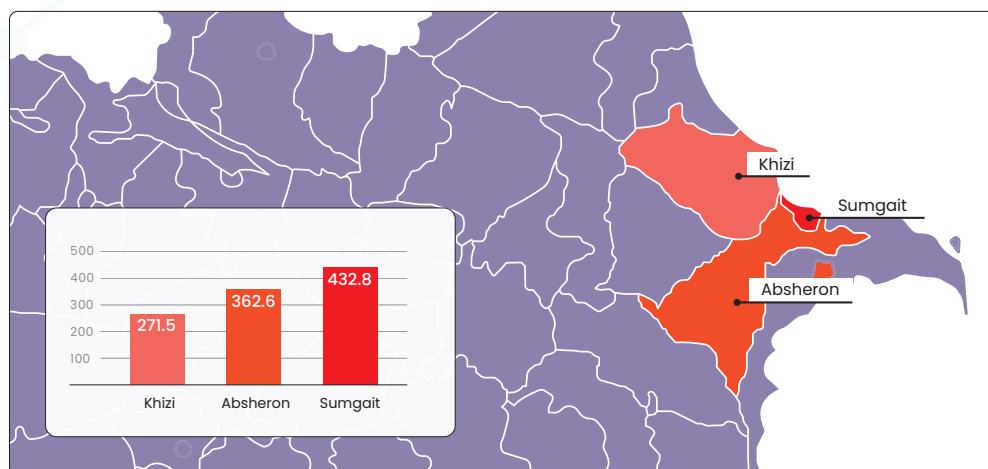 Khizi
Sumgait
Absheron
500
400
300
200
100
271.5
362.6
432.8
Khizi
Absheron
Sumgait